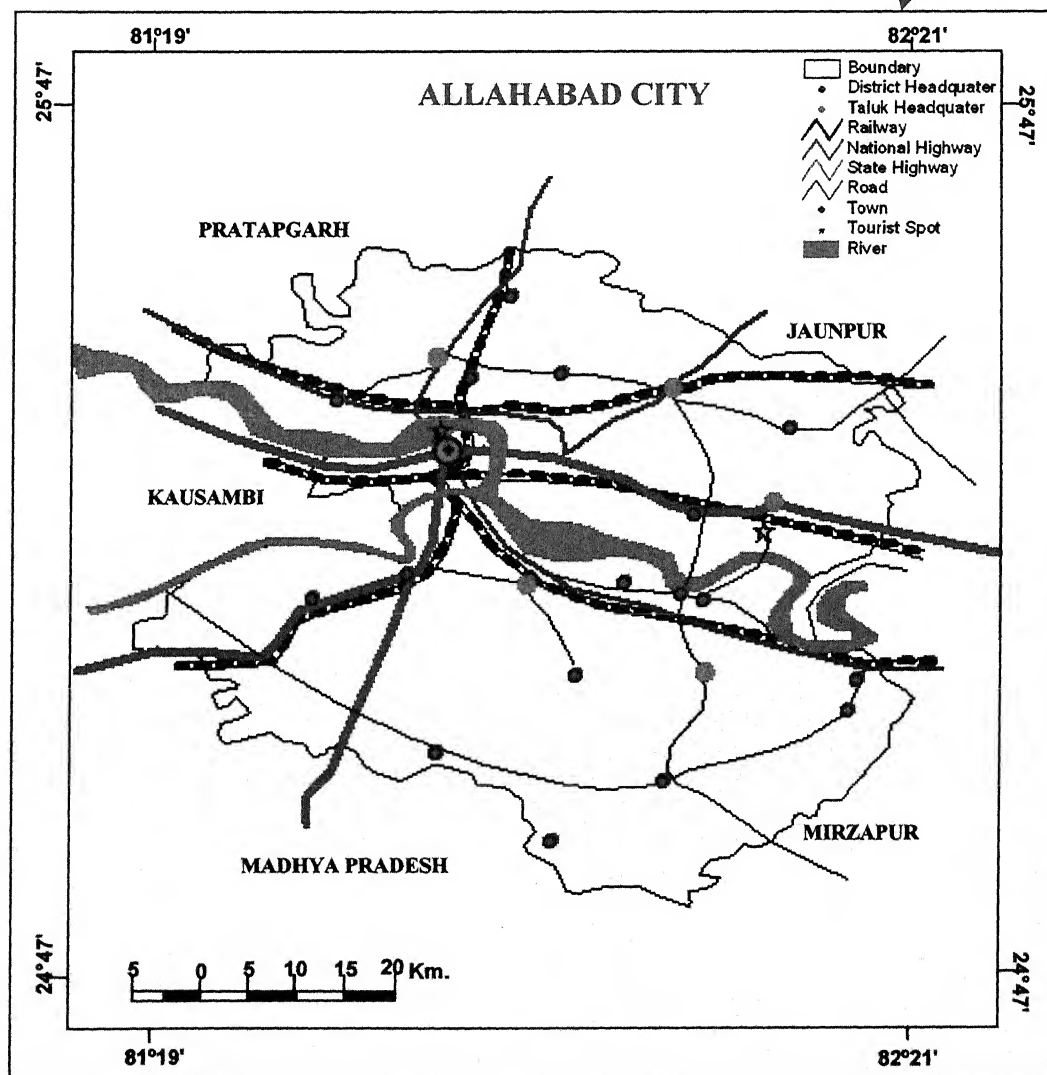 81°19'
82°21'
25°47'
25°47'
ALLAHABAD CITY
Boundary
District Headquater
Taluk Headquater
Railway
National Highway
State Highway
Road
Town
Tourist Spot
River
PRATAPGARH
JAUNPUR
KAUSAMBI
MIRZAPUR
MADHYA PRADESH
5 0 5 10 15 20 Km.
24°47'
24°47'
81°19'
82°21'